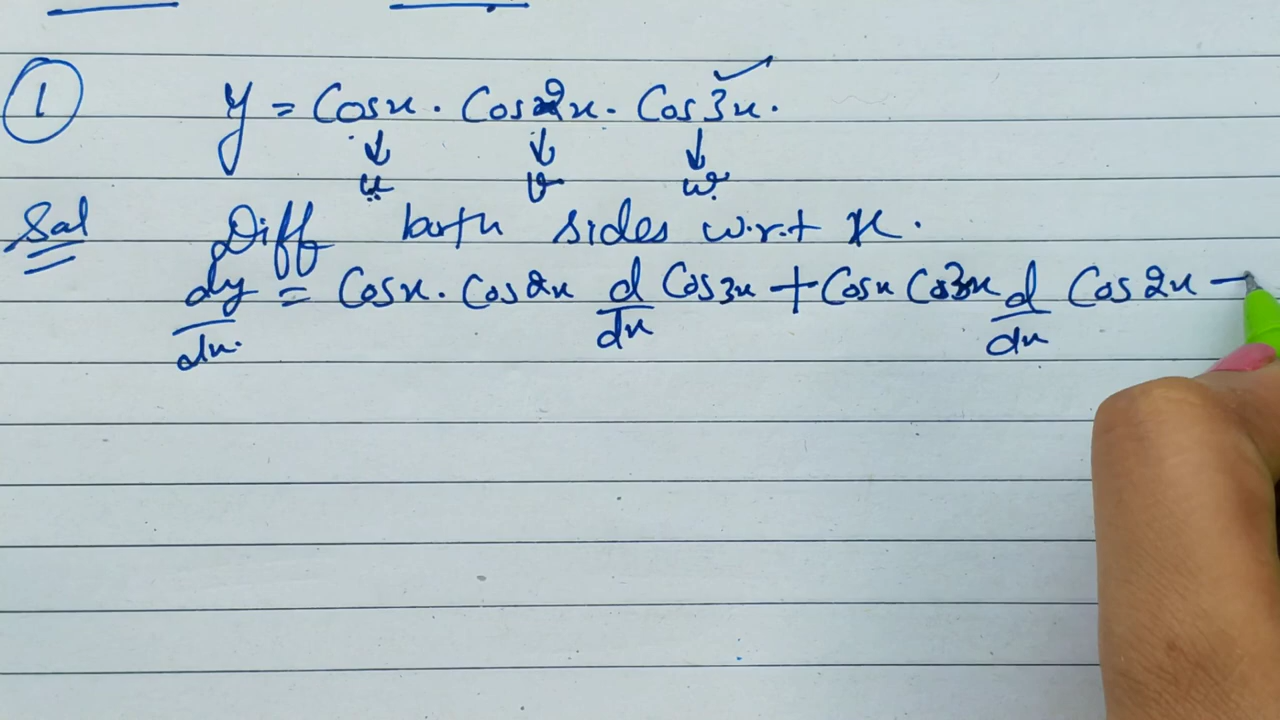 1 y = Cosx . Cos2x . Cos3x .
↓ ↓ ↓
u v w
Sol Diff both sides w.r.t x .
dy/dx = Cosx . Cos2x d/dx Cos3x + Cosx Cos3x d/dx Cos2x -